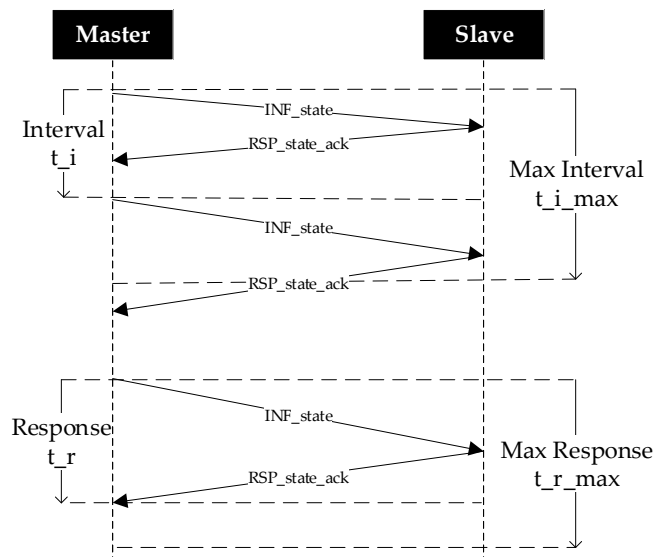 Master
Slave
INF_state
Interval
t_i
RSP_state_ack
Max Interval
t_i_max
INF_state
RSP_state_ack
INF_state
Response
t_r
Max Response
t_r_max
RSP_state_ack